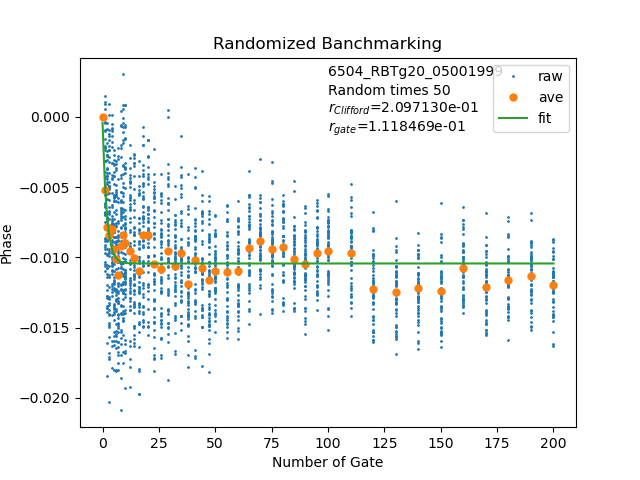 Randomized Banchmarking
6504_RBTg20_05001999
Random times 50
r_Clifford=2.097130e-01
r_gate=1.118469e-01
raw
ave
fit
Phase
0.000
−0.005
−0.010
−0.015
−0.020
0 25 50 75 100 125 150 175 200
Number of Gate